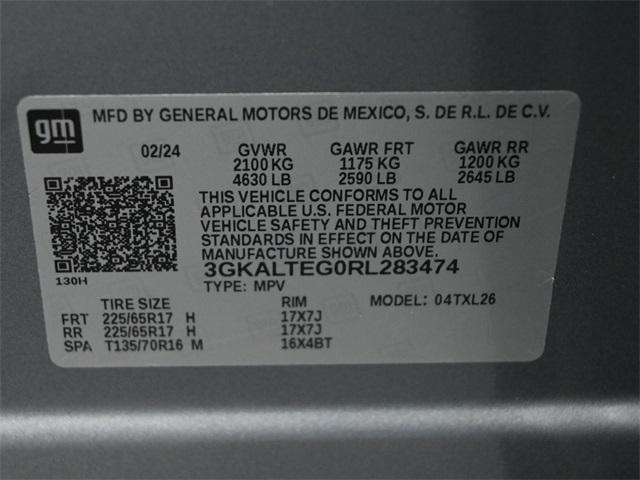 gm
MFD BY GENERAL MOTORS DE MEXICO, S. DE R.L. DE C.V.
02/24 GVWR GAWR FRT GAWR RR
2100 KG 1175 KG 1200 KG
4630 LB 2590 LB 2645 LB
THIS VEHICLE CONFORMS TO ALL
APPLICABLE U.S. FEDERAL MOTOR
VEHICLE SAFETY AND THEFT PREVENTION
STANDARDS IN EFFECT ON THE DATE OF
MANUFACTURE SHOWN ABOVE.
3GKALTEG0RL283474
130H
TYPE: MPV
TIRE SIZE RIM MODEL: 04TXL26
FRT 225/65R17 H 17X7J
RR 225/65R17 H 17X7J
SPA T135/70R16 M 16X4BT